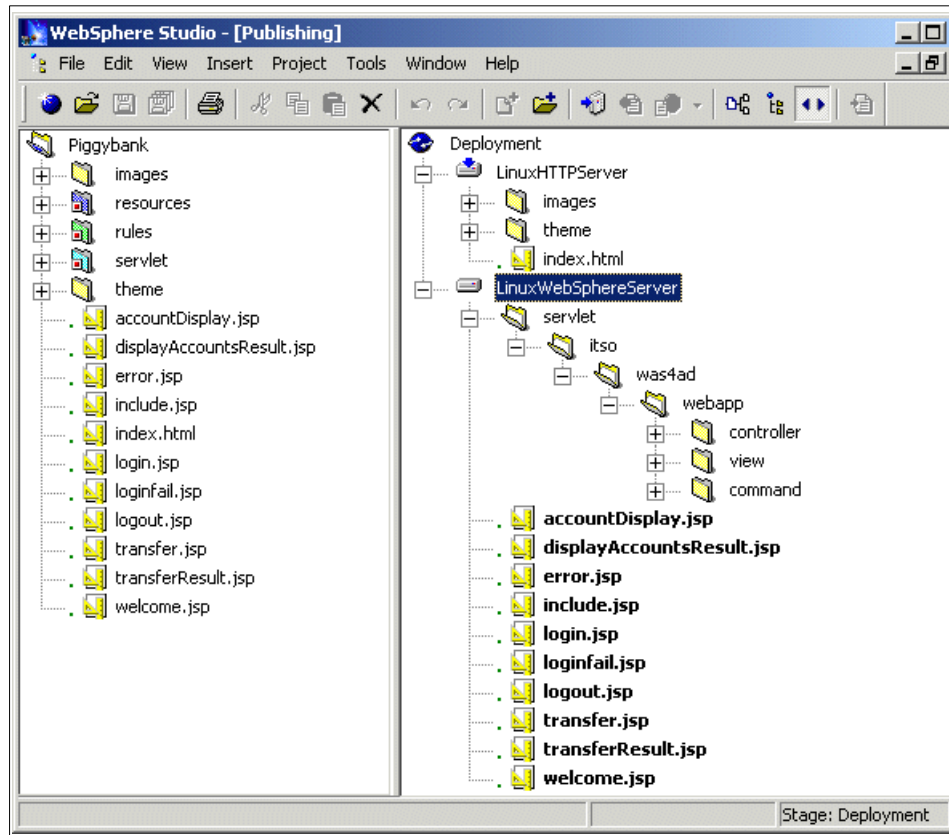 WebSphere Studio - [Publishing]
File Edit View Insert Project Tools Window Help
Piggybank
images
resources
rules
servlet
theme
accountDisplay.jsp
displayAccountsResult.jsp
error.jsp
include.jsp
index.html
login.jsp
loginfail.jsp
logout.jsp
transfer.jsp
transferResult.jsp
welcome.jsp
Deployment
LinuxHTTPServer
images
theme
index.html
LinuxWebSphereServer
servlet
itso
was4ad
webapp
controller
view
command
accountDisplay.jsp
displayAccountsResult.jsp
error.jsp
include.jsp
login.jsp
loginfail.jsp
logout.jsp
transfer.jsp
transferResult.jsp
welcome.jsp
Stage: Deployment